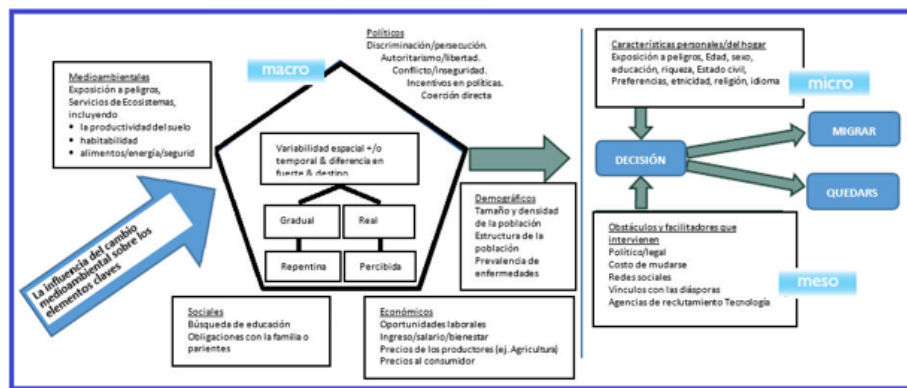 Políticos
Discriminación/persecución.
Autoritarismo/libertad.
Conflicto/inseguridad.
Incentivos en políticas.
Coerción directa
macro
Medioambientales
Exposición a peligros,
Servicios de Ecosistemas,
incluyendo
• la productividad del suelo
• habitabilidad
• alimentos/energía/segurid
Variabilidad espacial +/o
temporal & diferencia en
fuerte & destino
Gradual
Real
Repentina
Percibida
La influencia del cambio
medioambiental sobre los
elementos claves
Demográficos
Tamaño y densidad
de la población
Estructura de la
población
Prevalencia de
enfermedades
Sociales
Búsqueda de educación
Obligaciones con la familia o
parientes
Económicos
Oportunidades laborales
Ingreso/salario/bienestar
Precios de los productores (ej. Agricultura)
Precios al consumidor
Características personales/del hogar
Exposición a peligros, Edad, sexo,
educación, riqueza, Estado civil,
Preferencias, etnicidad, religión, idioma
micro
DECISIÓN
MIGRAR
QUEDARS
Obstáculos y facilitadores que
intervienen
Político/legal
Costo de mudarse
Redes sociales
Vínculos con las diásporas
Agencias de reclutamiento Tecnología
meso